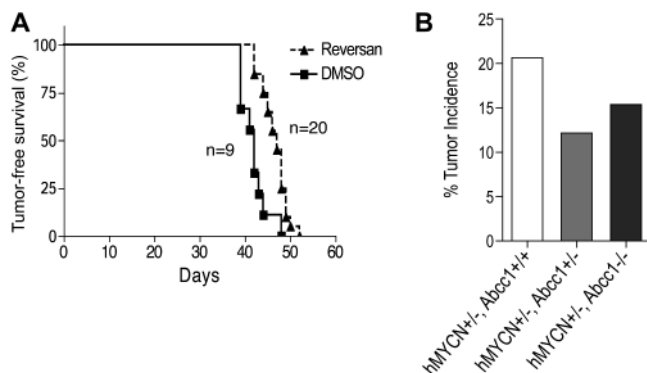 A
Tumor-free survival (%)
100
75
50
25
0
0 10 20 30 40 50 60
Days
n=9
n=20
Reversan
DMSO
B
% Tumor Incidence
25
20
15
10
5
0
hMYCN+/-, Abcc1+/+
hMYCN+/-, Abcc1+/-
hMYCN+/-, Abcc1-/-